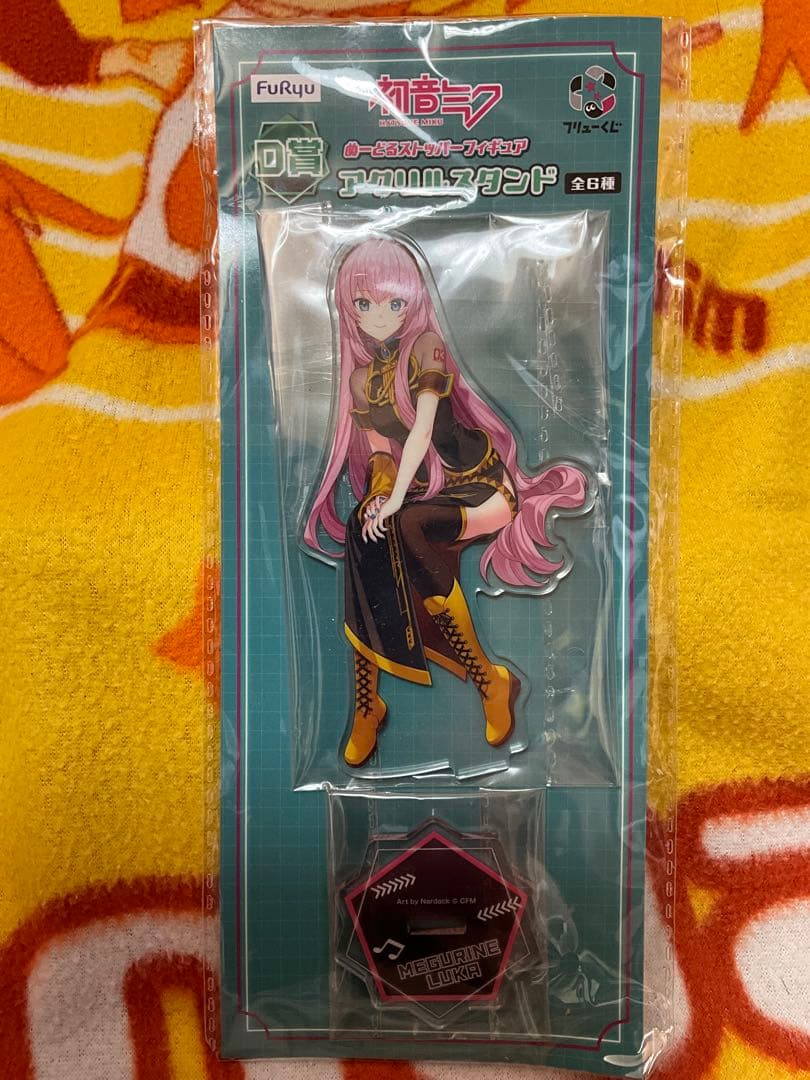 FuRyu
初音ミク
HATSUNE MIKU
フリューくじ
D賞
ぬーどるストッパーフィギュア
アクリルスタンド
全6種
03
Art by Nardack © CFM
MEGURINE
LUKA